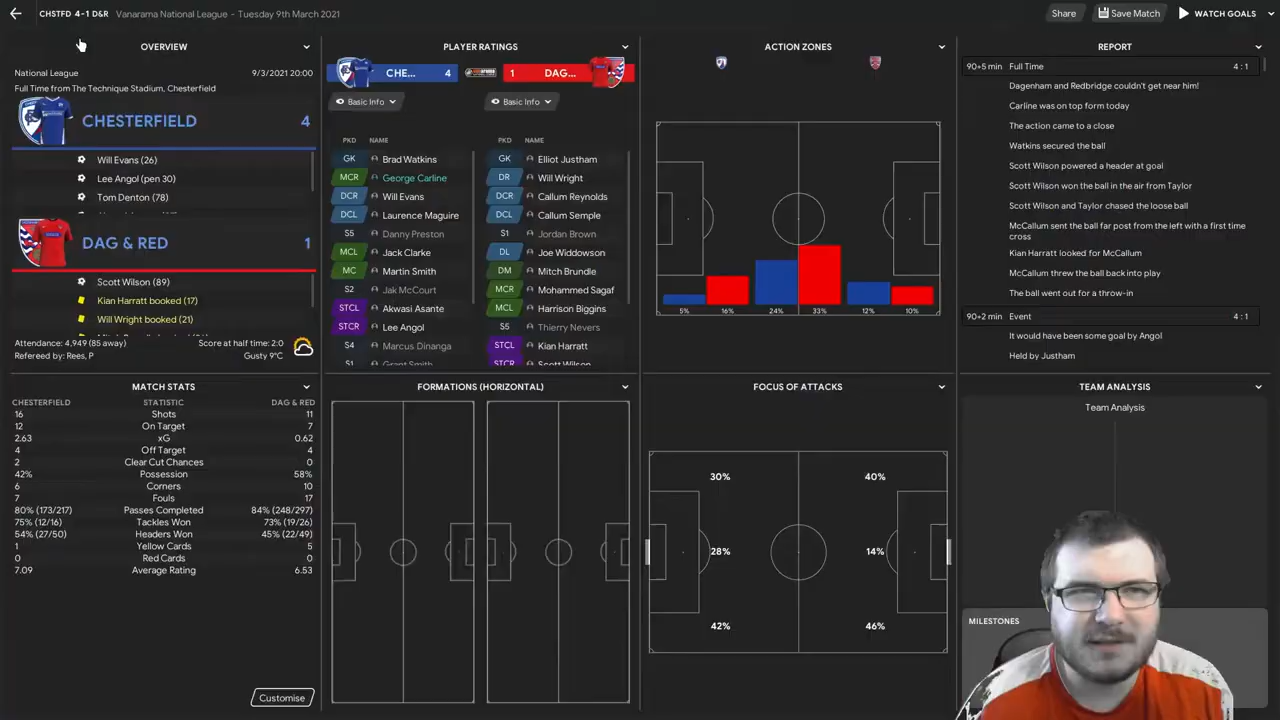 CHSTFD 4-1 D&R Vanarama National League - Tuesday 9th March 2021
Share
Save Match
WATCH GOALS
OVERVIEW
National League 9/3/2021 20:00
Full Time from The Technique Stadium, Chesterfield
CHESTERFIELD 4
Will Evans (26)
Lee Angol (pen 30)
Tom Denton (78)
DAG & RED 1
Scott Wilson (89)
Kian Harratt booked (17)
Will Wright booked (21)
Attendance: 4,949 (85 away) Score at half time: 2:0
Refereed by: Rees, P Gusty 9°C
MATCH STATS
CHESTERFIELD STATISTIC DAG & RED
16 Shots 11
12 On Target 7
2.63 xG 0.62
4 Off Target 4
2 Clear Cut Chances 0
42% Possession 58%
6 Corners 10
7 Fouls 17
80% (173/217) Passes Completed 84% (248/297)
75% (12/16) Tackles Won 73% (19/26)
54% (27/50) Headers Won 45% (22/49)
1 Yellow Cards 5
0 Red Cards 0
7.09 Average Rating 6.53
Customise
PLAYER RATINGS
CHE... 4
1 DAG...
Basic Info
Basic Info
PKD NAME
GK Brad Watkins
MCR George Carline
DCR Will Evans
DCL Laurence Maguire
S5 Danny Preston
MCL Jack Clarke
MC Martin Smith
S2 Jak McCourt
STCL Akwasi Asante
STCR Lee Angol
S4 Marcus Dinanga
S1 Grant Smith
PKD NAME
GK Elliot Justham
DR Will Wright
DCR Callum Reynolds
DCL Callum Semple
S1 Jordan Brown
DL Joe Widdowson
DM Mitch Brundle
MCR Mohammed Sagaf
MCL Harrison Biggins
S5 Thierry Nevers
STCL Kian Harratt
STCR Scott Wilson
FORMATIONS (HORIZONTAL)
ACTION ZONES
5% 16% 24% 33% 12% 10%
FOCUS OF ATTACKS
30% 40%
28% 14%
42% 46%
REPORT
90+5 min Full Time 4 : 1
Dagenham and Redbridge couldn't get near him!
Carline was on top form today
The action came to a close
Watkins secured the ball
Scott Wilson powered a header at goal
Scott Wilson won the ball in the air from Taylor
Scott Wilson and Taylor chased the loose ball
McCallum sent the ball far post from the left with a first time
cross
Kian Harratt looked for McCallum
McCallum threw the ball back into play
The ball went out for a throw-in
90+2 min Event 4 : 1
It would have been some goal by Angol
Held by Justham
TEAM ANALYSIS
Team Analysis
MILESTONES